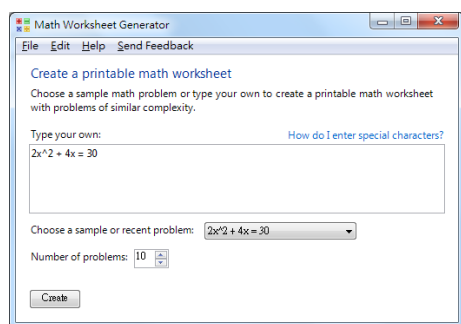 Math Worksheet Generator
File Edit Help Send Feedback
Create a printable math worksheet
Choose a sample math problem or type your own to create a printable math worksheet
with problems of similar complexity.
Type your own: How do I enter special characters?
2x^2 + 4x = 30
Choose a sample or recent problem: 2x^2 + 4x = 30
Number of problems: 10
Create